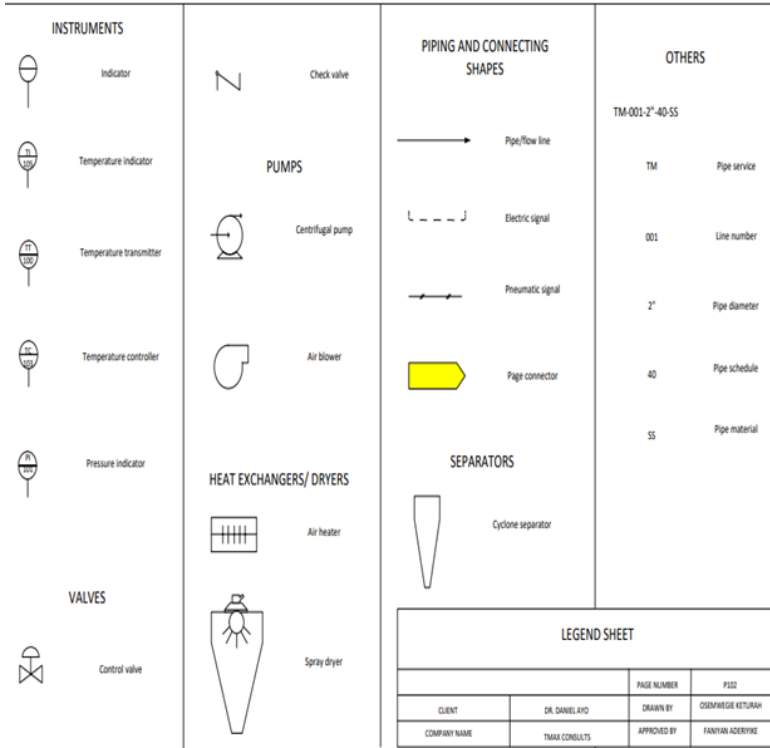 INSTRUMENTS
Indicator
TI
105
Temperature indicator
TT
100
Temperature transmitter
TC
103
Temperature controller
PI
101
Pressure indicator
VALVES
Control valve
Check valve
PUMPS
Centrifugal pump
Air blower
HEAT EXCHANGERS/ DRYERS
Air heater
Spray dryer
PIPING AND CONNECTING
SHAPES
Pipe/flow line
Electric signal
Pneumatic signal
Page connector
SEPARATORS
Cyclone separator
OTHERS
TM-001-2"-40-SS
TM Pipe service
001 Line number
2" Pipe diameter
40 Pipe schedule
SS Pipe material
LEGEND SHEET
PAGE NUMBER P102
CLIENT DR. DANIEL AYO DRAWN BY OSEMWEGIE KETURAH
COMPANY NAME TMAX CONSULTS APPROVED BY FANIYAN ADERIYIKE